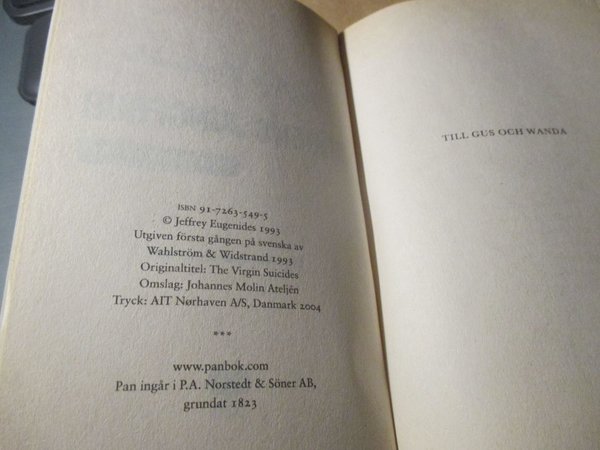 ISBN 91-7263-549-5
© Jeffrey Eugenides 1993
Utgiven första gången på svenska av
Wahlström & Widstrand 1993
Originaltitel: The Virgin Suicides
Omslag: Johannes Molin Ateljén
Tryck: AIT Nørhaven A/S, Danmark 2004
***
www.panbok.com
Pan ingår i P.A. Norstedt & Söner AB,
grundat 1823
TILL GUS OCH WANDA